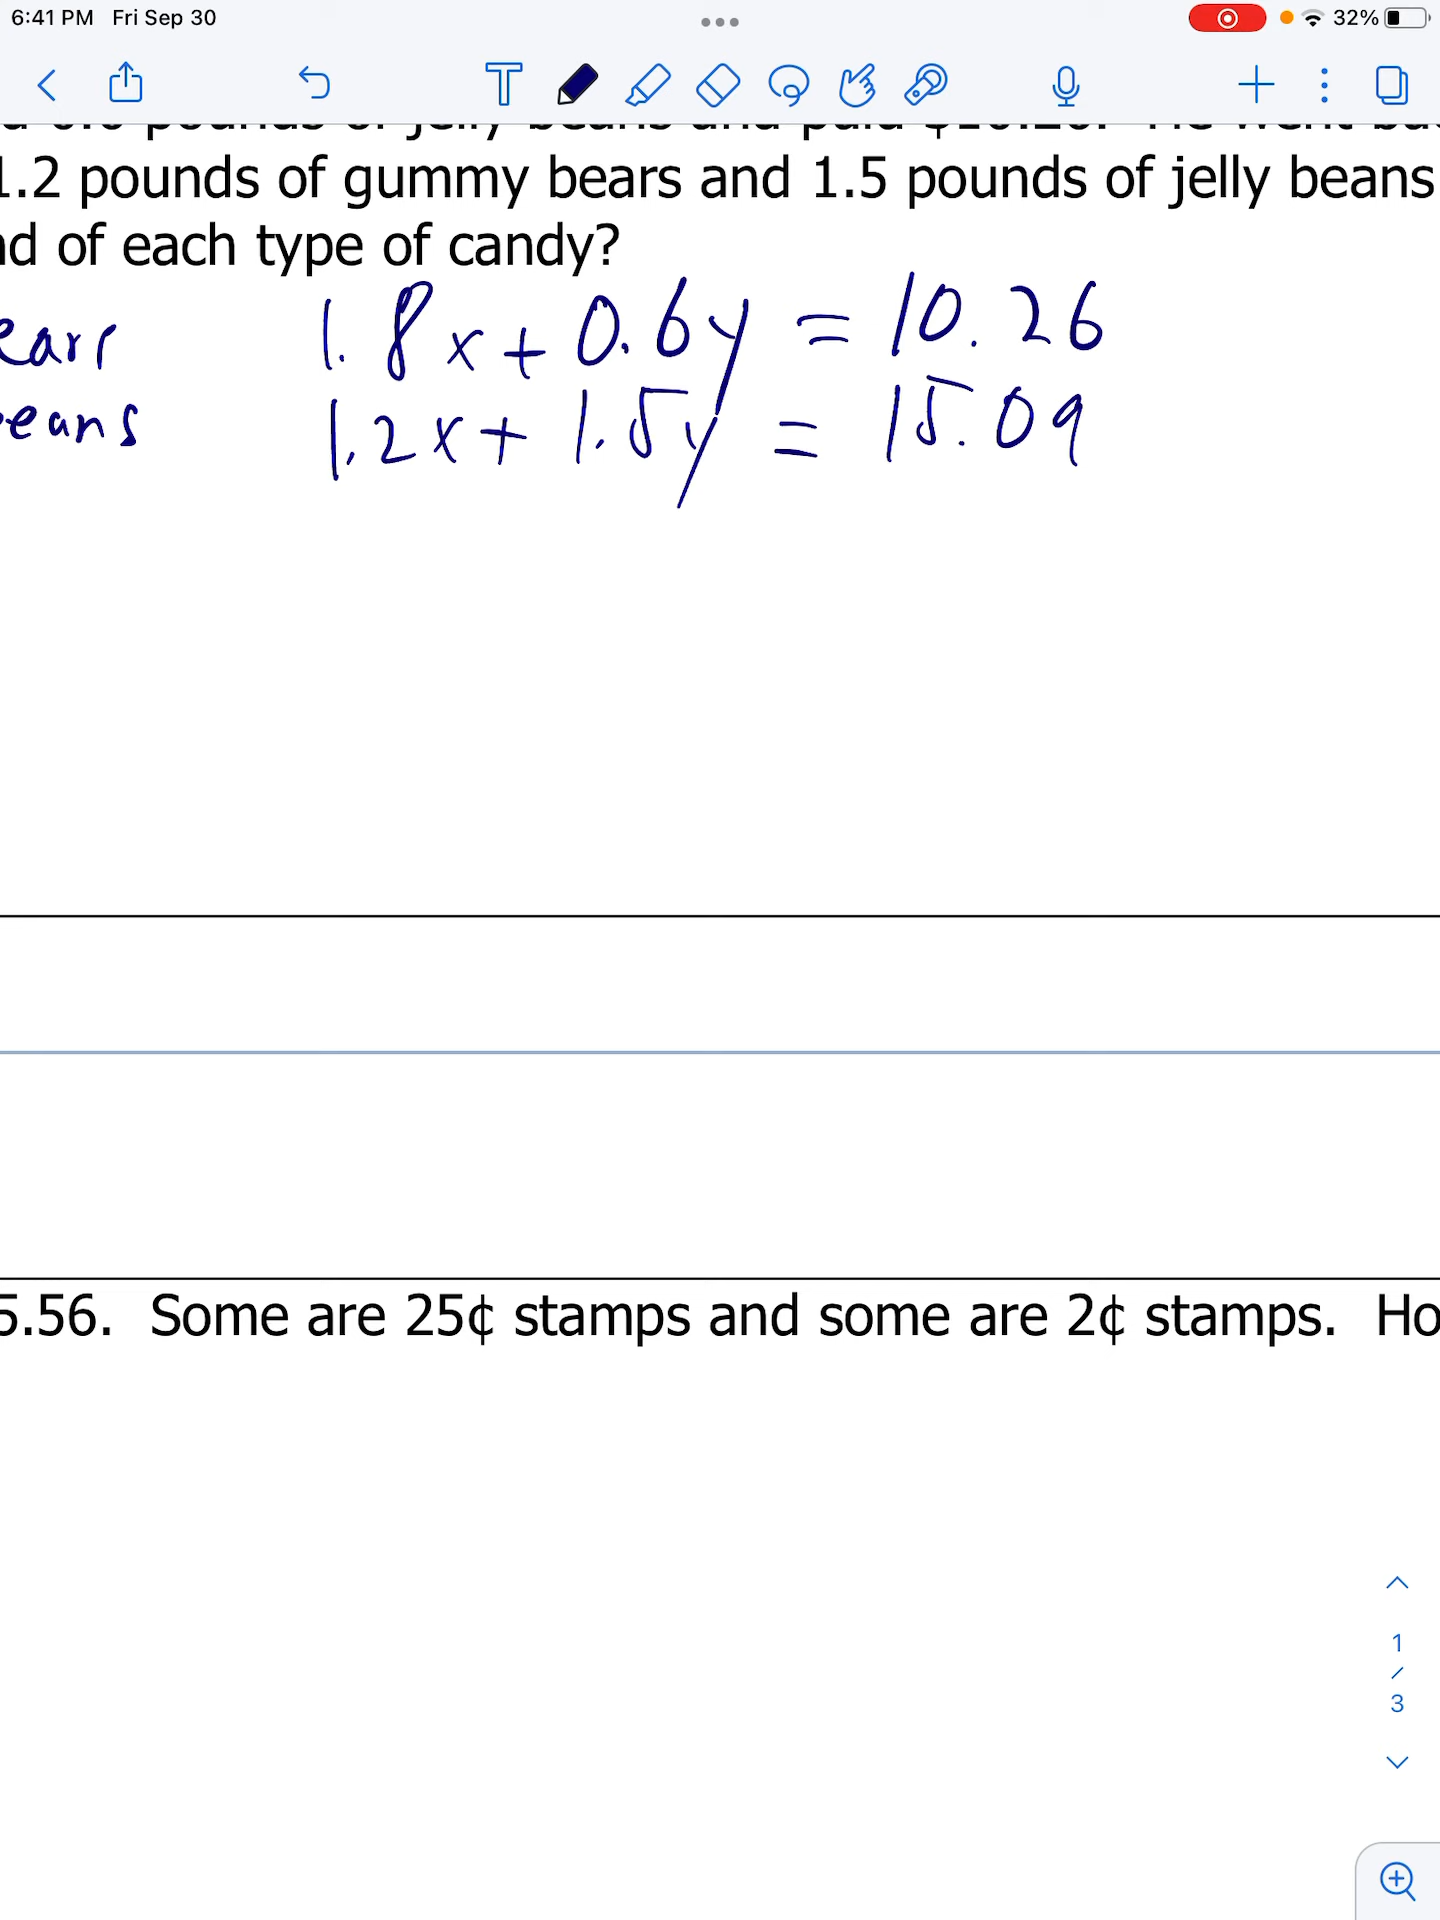 6:41 PM Fri Sep 30
32%
T
1.2 pounds of gummy bears and 1.5 pounds of jelly beans
of each type of candy?
1.8x + 0.6y = 10.26
1.2x + 1.5y = 15.09
5.56. Some are 25¢ stamps and some are 2¢ stamps. Ho
1
/
3